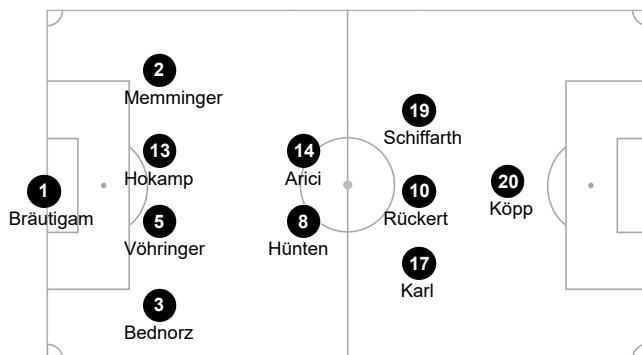 2
Memminger
13
Hokamp
1
Bräutigam
5
Vöhringer
3
Bednorz
14
Arici
8
Hünten
19
Schiffarth
10
Rückert
17
Karl
20
Köpp